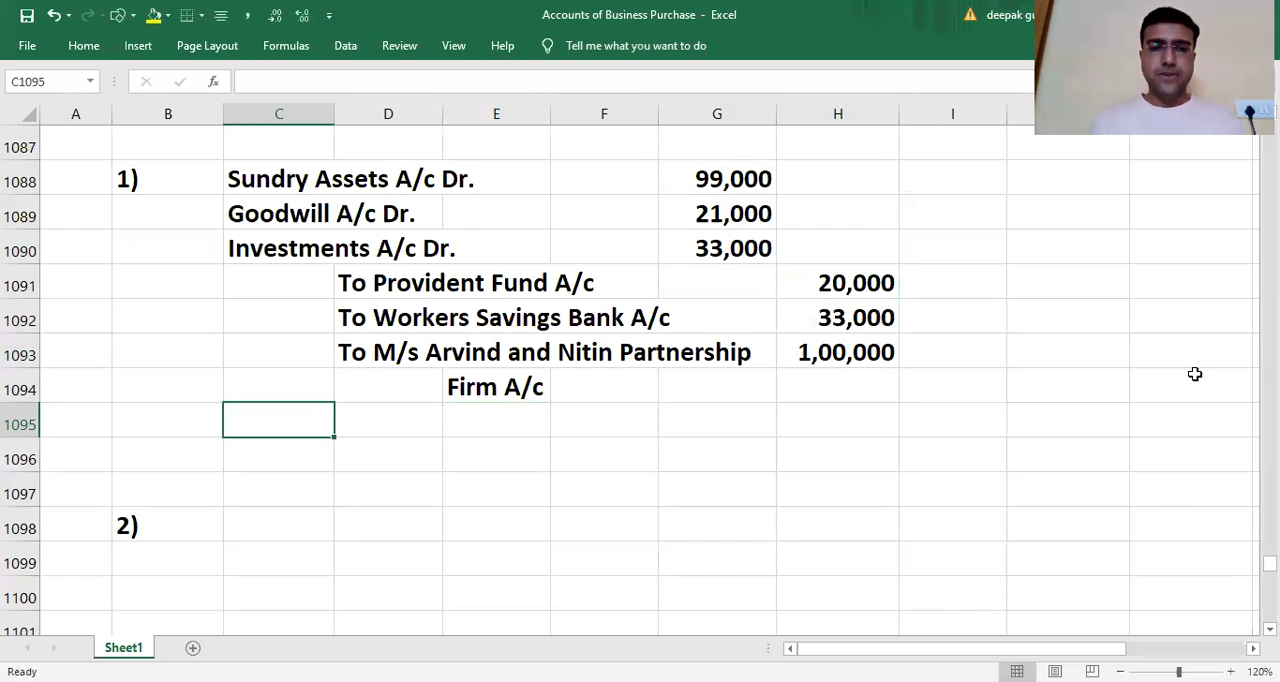 Accounts of Business Purchase - Excel
deepak gu
File Home Insert Page Layout Formulas Data Review View Help Tell me what you want to do
C1095 fx
A B C D E F G H I
1087
1088 1) Sundry Assets A/c Dr. 99,000
1089 Goodwill A/c Dr. 21,000
1090 Investments A/c Dr. 33,000
1091 To Provident Fund A/c 20,000
1092 To Workers Savings Bank A/c 33,000
1093 To M/s Arvind and Nitin Partnership 1,00,000
1094 Firm A/c
1095
1096
1097
1098 2)
1099
1100
1101
Sheet1
Ready 120%